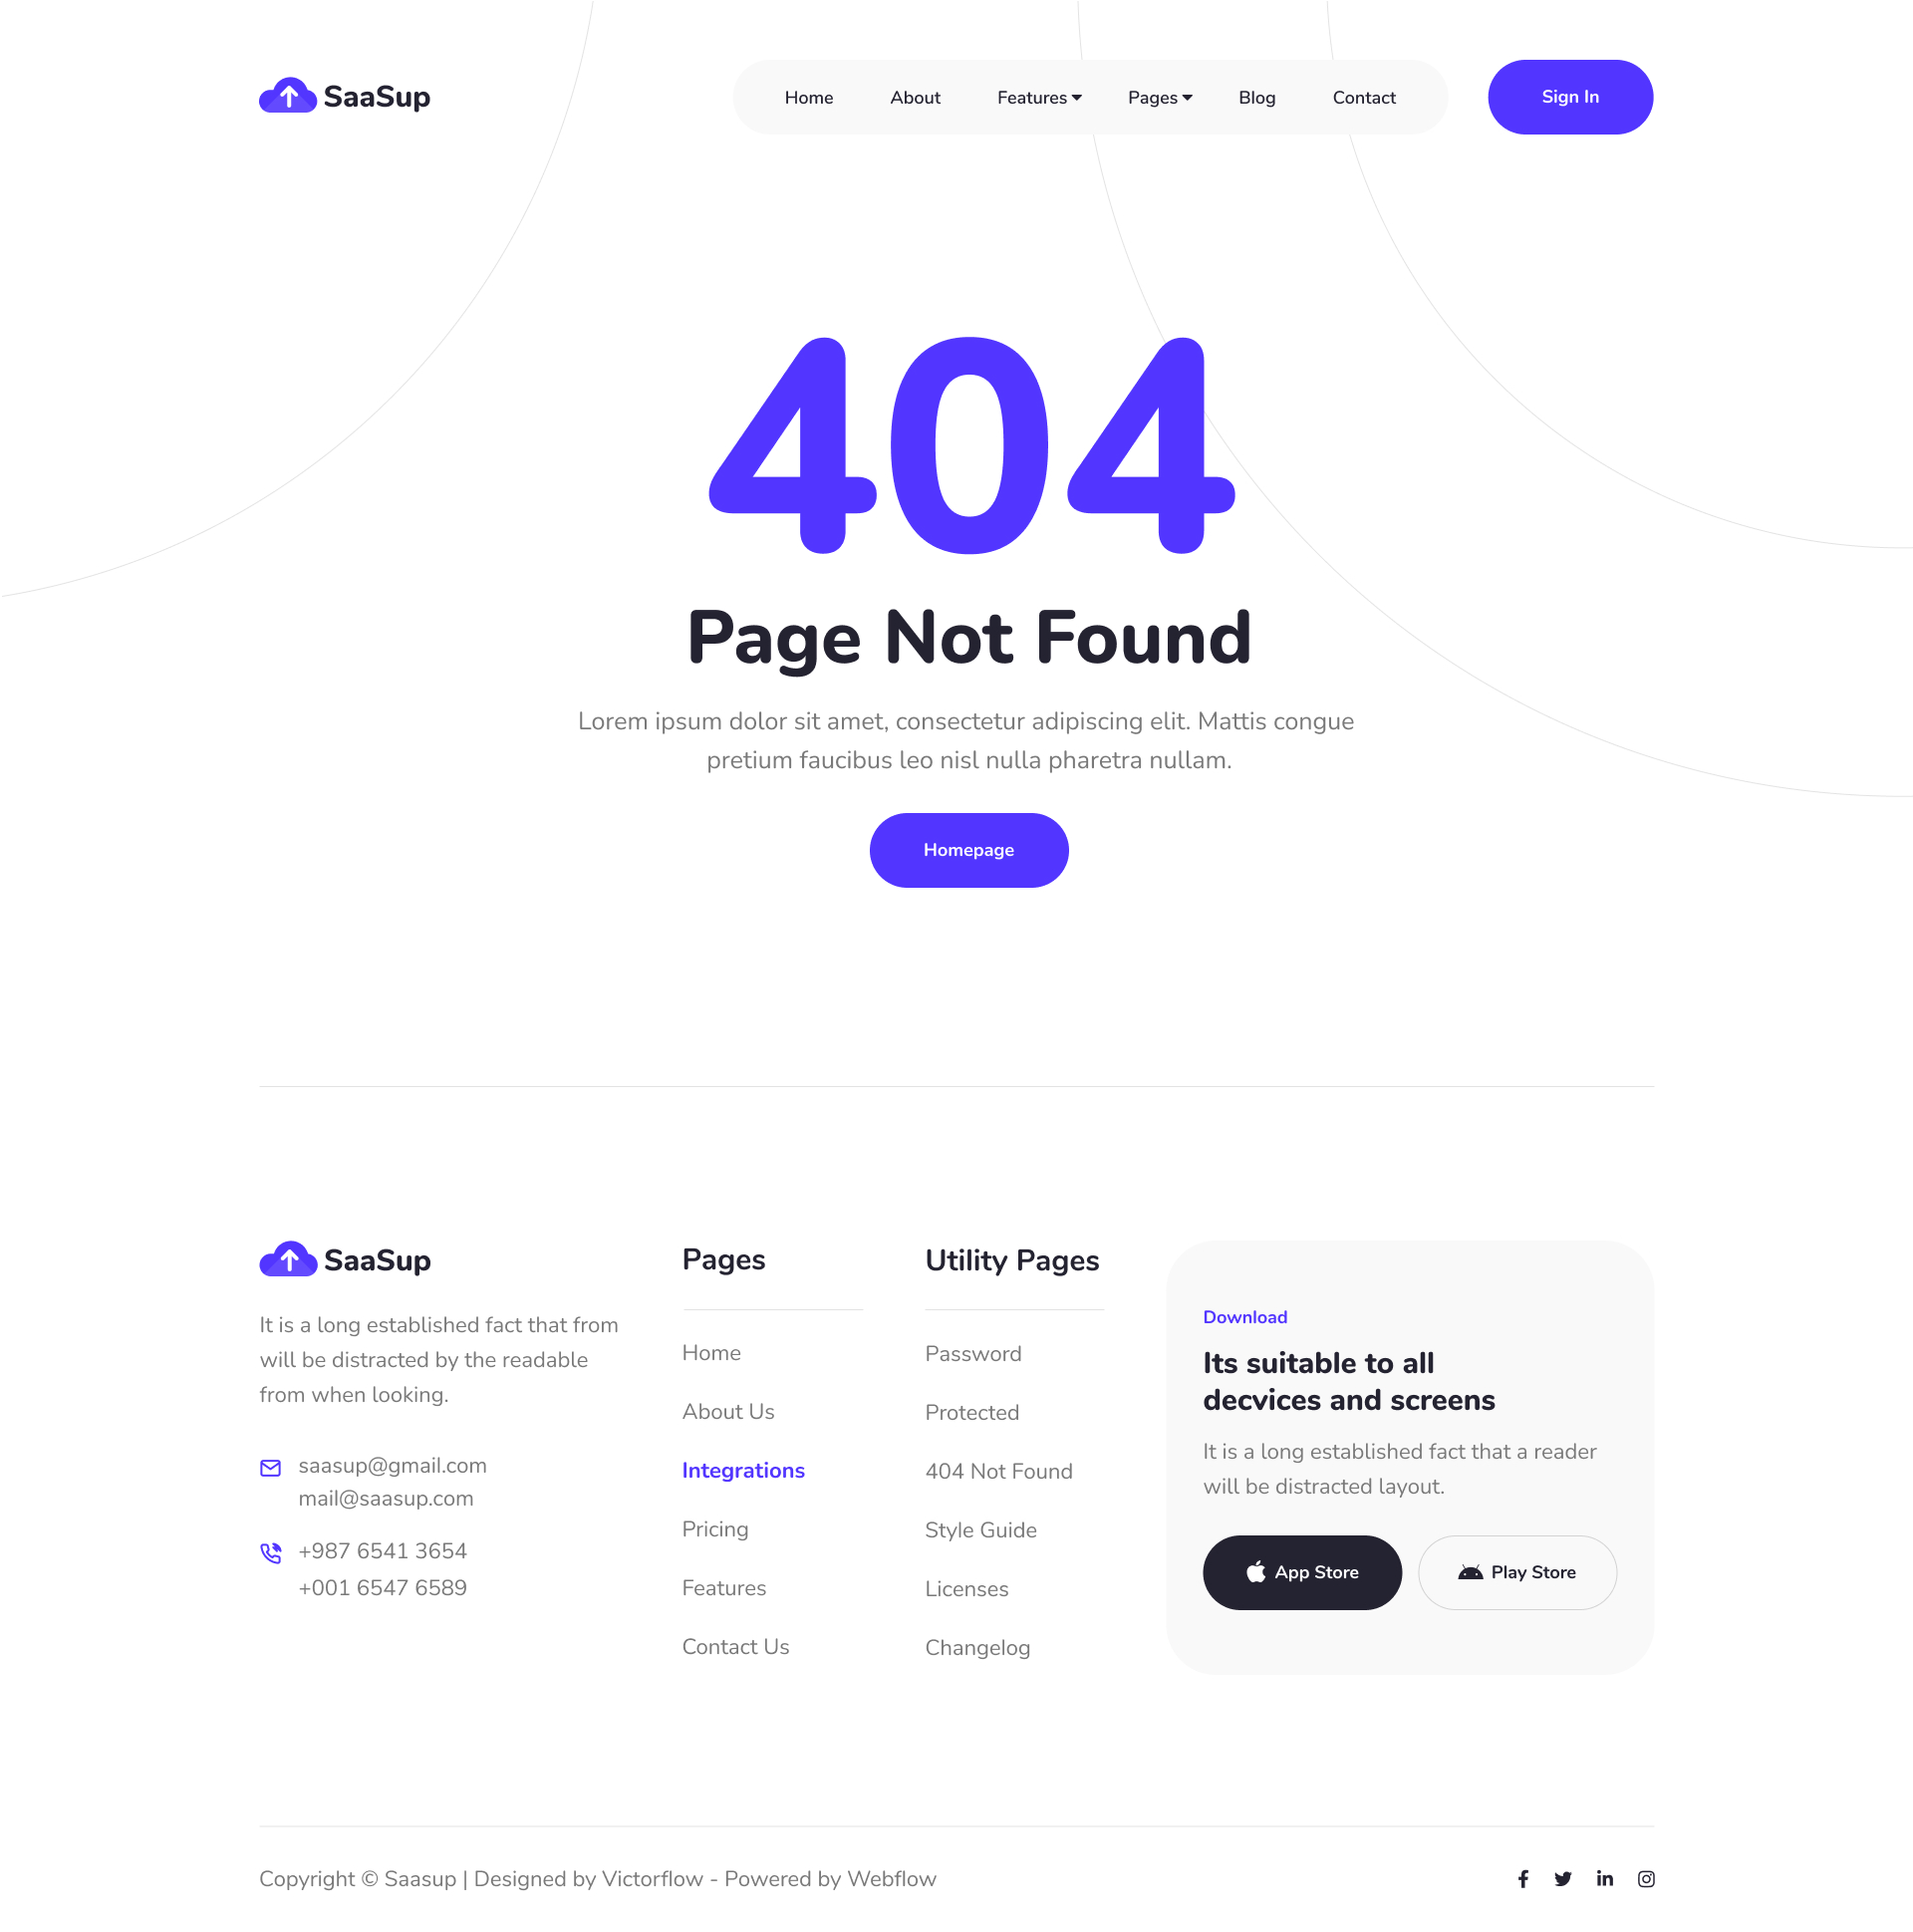 SaaSup
Home About Features Pages Blog Contact
Sign In
404
Page Not Found
Lorem ipsum dolor sit amet, consectetur adipiscing elit. Mattis congue
pretium faucibus leo nisl nulla pharetra nullam.
Homepage
SaaSup
It is a long established fact that from
will be distracted by the readable
from when looking.
saasup@gmail.com
mail@saasup.com
+987 6541 3654
+001 6547 6589
Pages
Home
About Us
Integrations
Pricing
Features
Contact Us
Utility Pages
Password
Protected
404 Not Found
Style Guide
Licenses
Changelog
Download
Its suitable to all
decvices and screens
It is a long established fact that a reader
will be distracted layout.
App Store
Play Store
Copyright © Saasup | Designed by Victorflow - Powered by Webflow